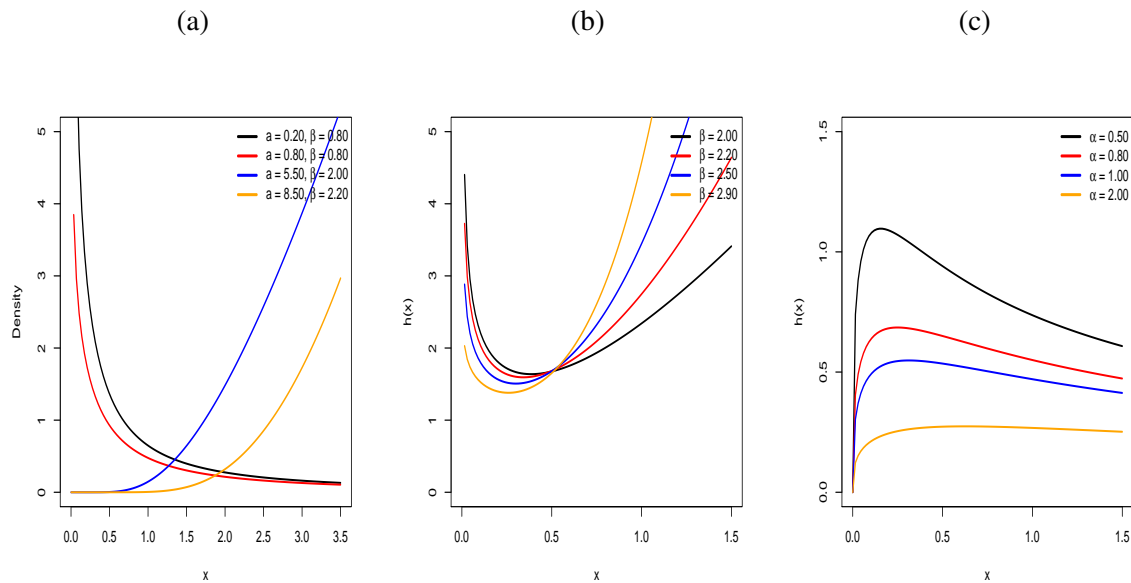 (a)
(b)
(c)
Density
5
4
3
2
1
0
a = 0.20, β = 0.80
a = 0.80, β = 0.80
a = 5.50, β = 2.00
a = 8.50, β = 2.20
0.0 0.5 1.0 1.5 2.0 2.5 3.0 3.5
x
h(x)
5
4
3
2
1
0
β = 2.00
β = 2.20
β = 2.50
β = 2.90
0.0 0.5 1.0 1.5
x
h(x)
1.5
1.0
0.5
0.0
α = 0.50
α = 0.80
α = 1.00
α = 2.00
0.0 0.5 1.0 1.5
x